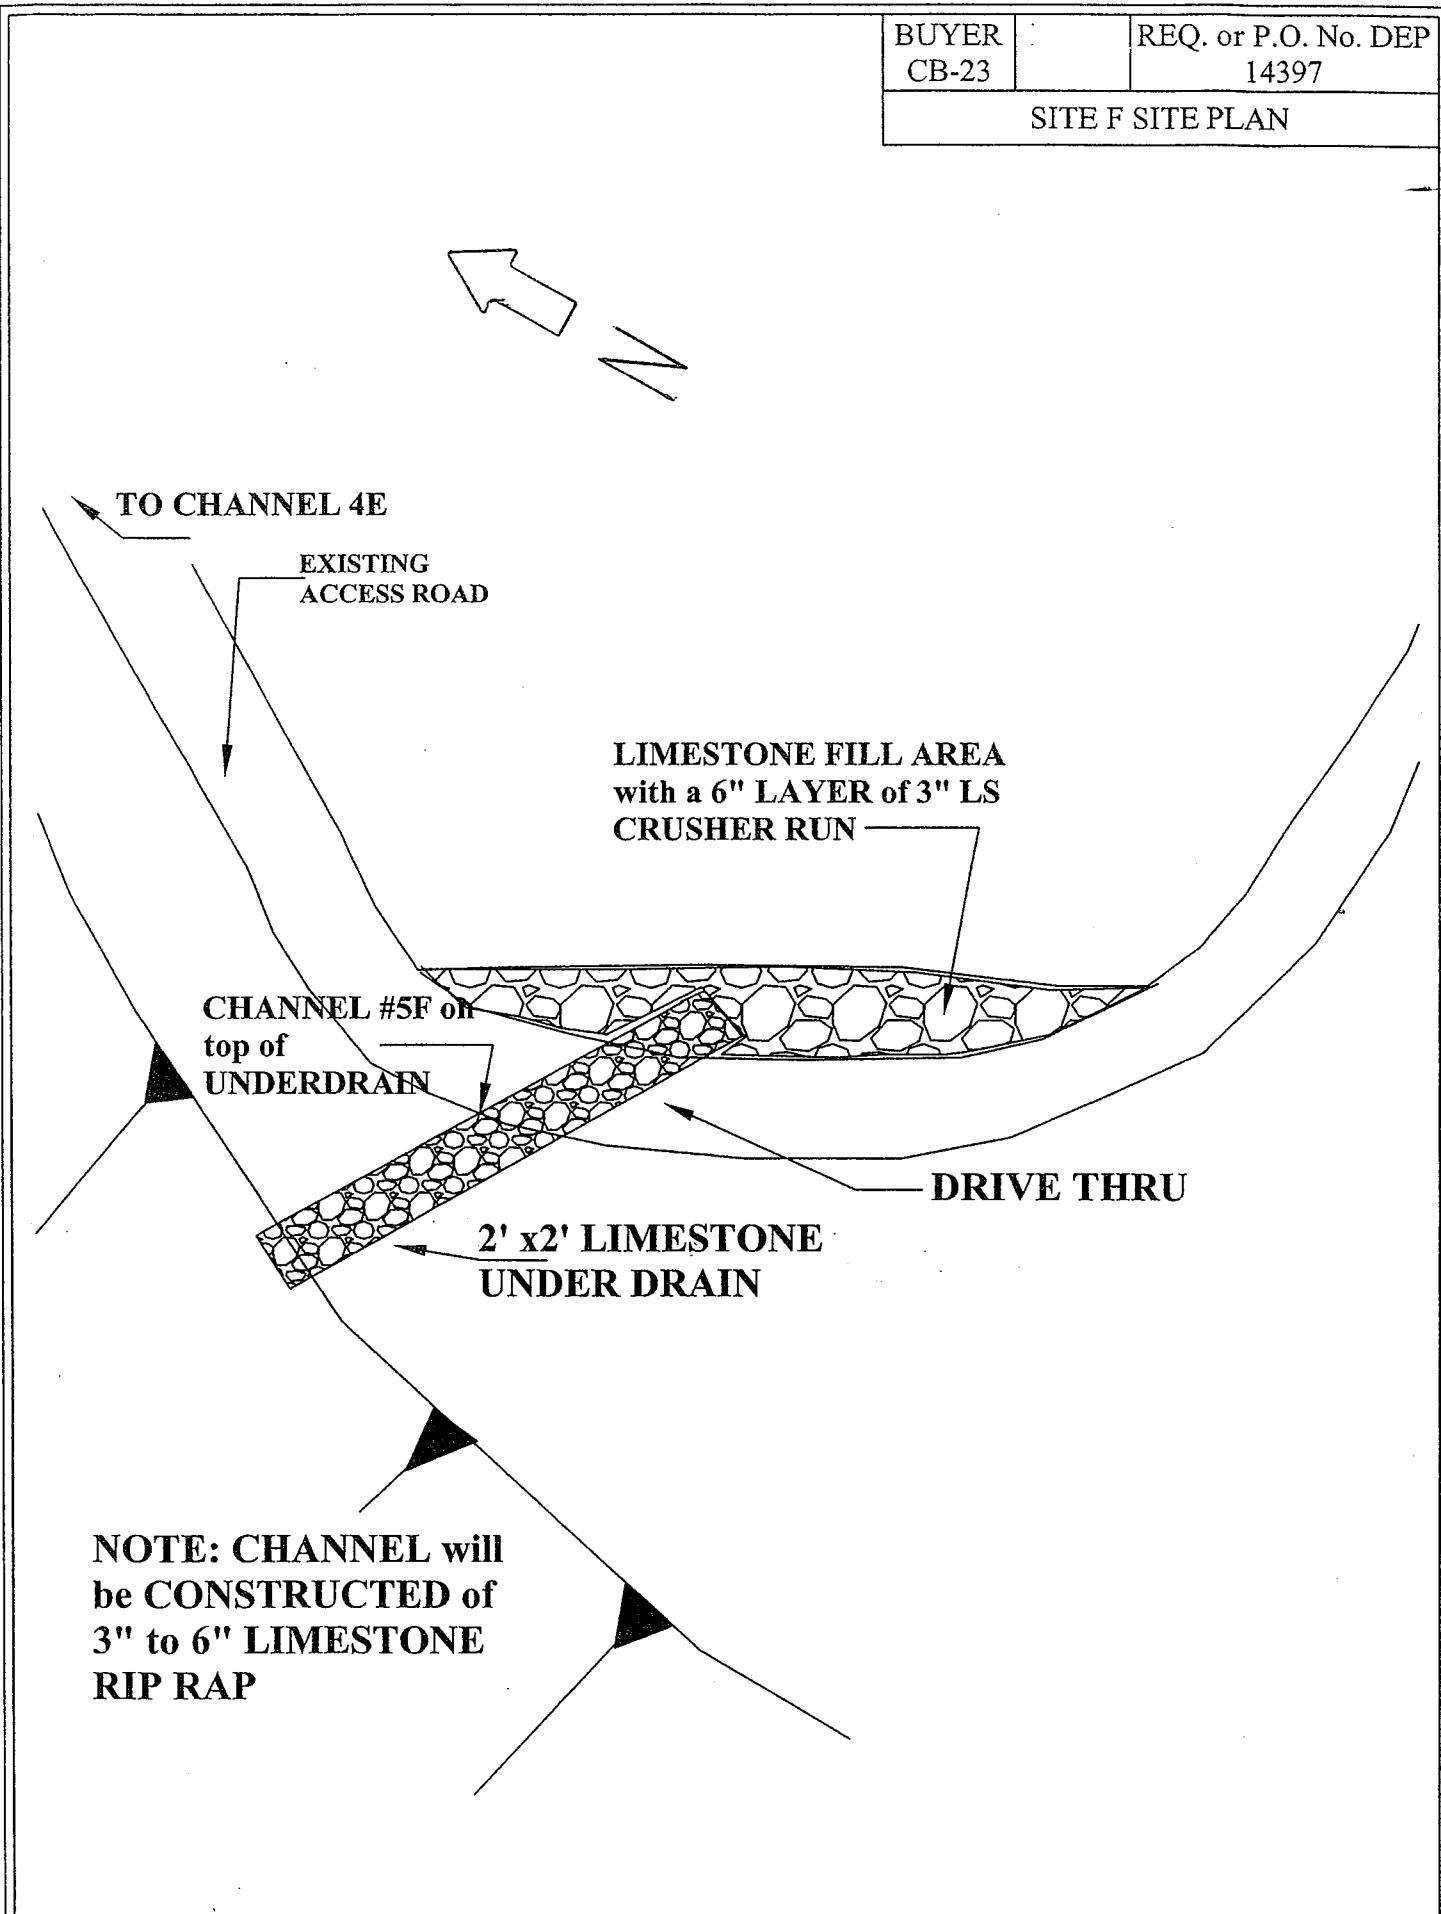 BUYER
CB-23
REQ. or P.O. No. DEP
14397
SITE F SITE PLAN
N
TO CHANNEL 4E
EXISTING
ACCESS ROAD
LIMESTONE FILL AREA
with a 6" LAYER of 3" LS
CRUSHER RUN
CHANNEL #5F on
top of
UNDERDRAIN
DRIVE THRU
2' x2' LIMESTONE
UNDER DRAIN
NOTE: CHANNEL will
be CONSTRUCTED of
3" to 6" LIMESTONE
RIP RAP